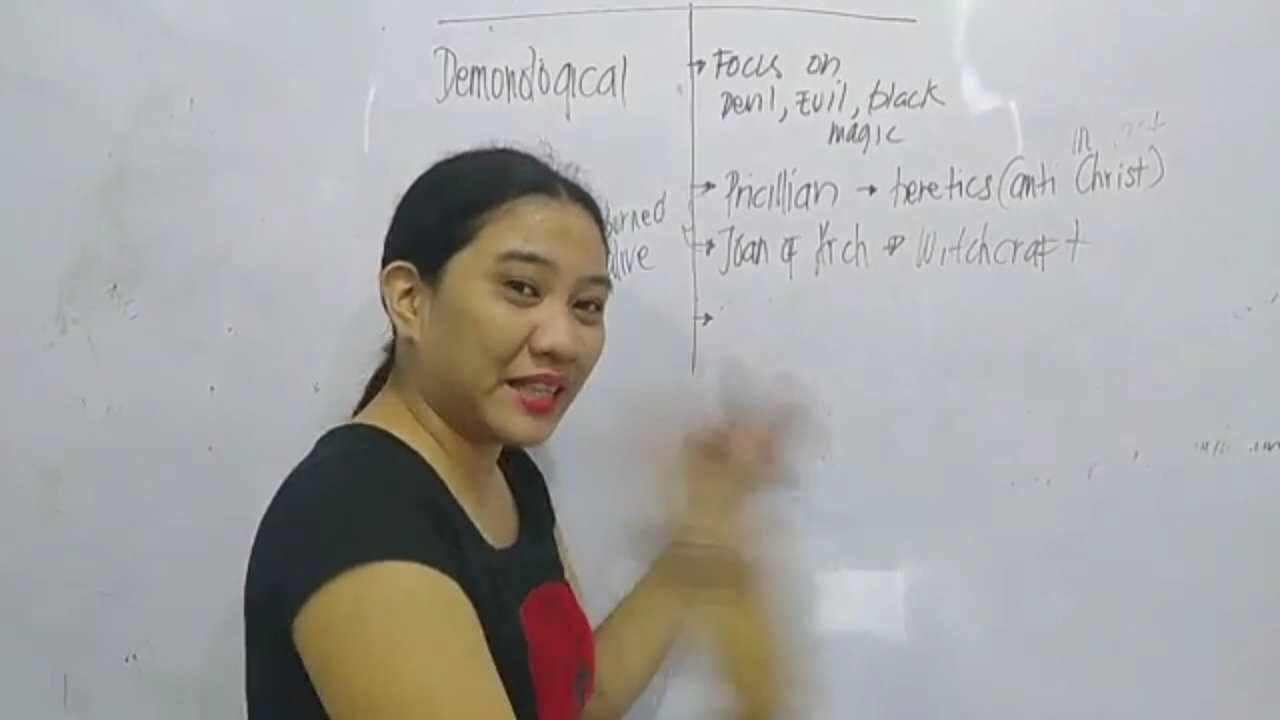 Demonological
Focus on
Devil, Evil, black
magic
in
Pricillian → heretics (anti Christ)
Burned
alive
Joan of Arch → Witchcraft